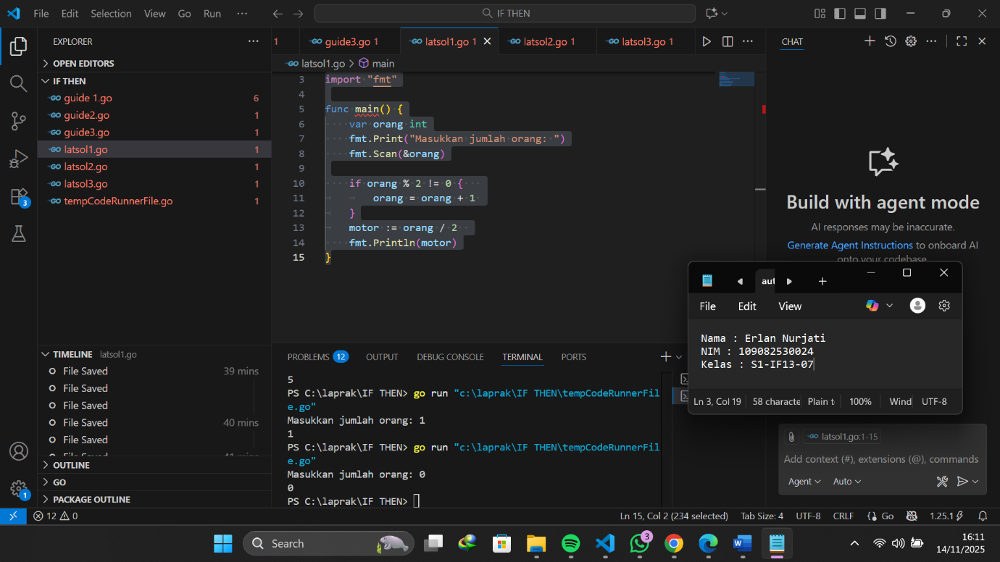 File Edit Selection View Go Run ··· IF THEN
EXPLORER ···
OPEN EDITORS
IF THEN
guide 1.go 6
guide2.go 1
guide3.go 1
latsol1.go 1
latsol2.go 1
latsol3.go 1
tempCodeRunnerFile.go 1
3
TIMELINE latsol1.go
File Saved 39 mins
File Saved
File Saved
File Saved 40 mins
File Saved
OUTLINE
GO
PACKAGE OUTLINE
1
1 guide3.go 1 latsol1.go 1 latsol2.go 1 latsol3.go 1
latsol1.go > main
3 import "fmt"
4
5 func main() {
6 var orang int
7 fmt.Print("Masukkan jumlah orang: ")
8 fmt.Scan(&orang)
9
10 if orang % 2 != 0 {
11 orang = orang + 1
12 }
13 motor := orang / 2
14 fmt.Println(motor)
15 }
PROBLEMS 12 OUTPUT DEBUG CONSOLE TERMINAL PORTS
5
PS C:\laprak\IF THEN> go run "c:\laprak\IF THEN\tempCodeRunnerFil
e.go"
Masukkan jumlah orang: 1
1
PS C:\laprak\IF THEN> go run "c:\laprak\IF THEN\tempCodeRunnerFil
e.go"
Masukkan jumlah orang: 0
0
PS C:\laprak\IF THEN>
CHAT
Build with agent mode
AI responses may be inaccurate.
Generate Agent Instructions to onboard AI
onto your codebase.
aut
File Edit View
Nama : Erlan Nurjati
NIM : 109082530024
Kelas : S1-IF13-07
Ln 3, Col 19 58 characte Plain t 100% Wind UTF-8
latsol1.go:1-15
Add context (#), extensions (@), commands
Agent Auto
12 0 Ln 15, Col 2 (234 selected) Tab Size: 4 UTF-8 CRLF Go 1.25.1
Search
3
16:11
14/11/2025